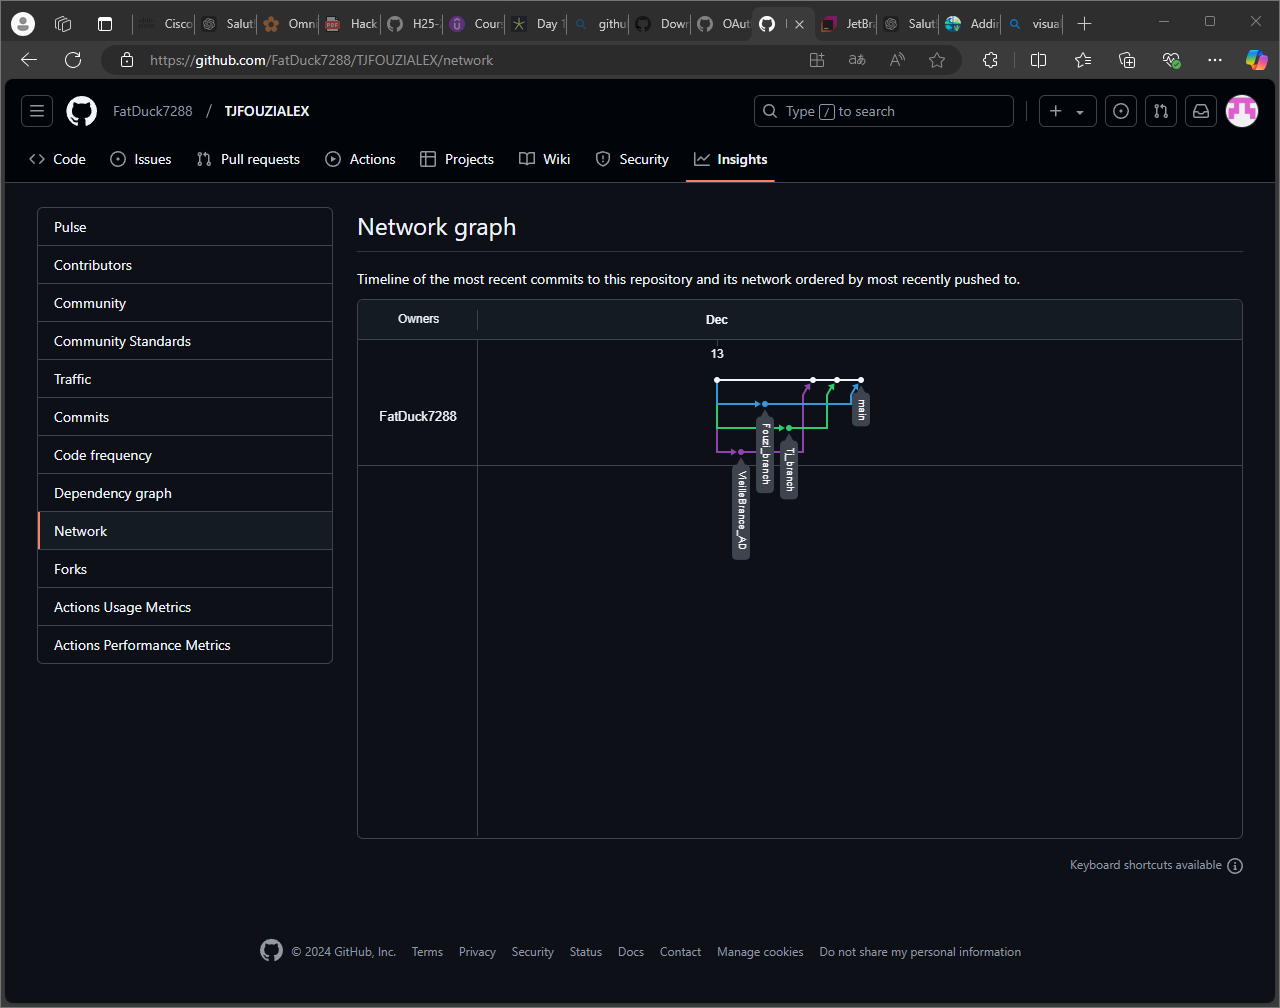 Cisco
Salut
Omni
Hack
H25-
Cour
Day 1
githu
Down
OAut
JetBra
Salut
Addin
visua
https://github.com/FatDuck7288/TJFOUZIALEX/network
FatDuck7288 / TJFOUZIALEX
Type / to search
Code
Issues
Pull requests
Actions
Projects
Wiki
Security
Insights
Pulse
Contributors
Community
Community Standards
Traffic
Commits
Code frequency
Dependency graph
Network
Forks
Actions Usage Metrics
Actions Performance Metrics
Network graph
Timeline of the most recent commits to this repository and its network ordered by most recently pushed to.
Owners
Dec
13
FatDuck7288
main
Fouzi_branch
Tj_branch
VieilleBrance_AD
Keyboard shortcuts available
© 2024 GitHub, Inc.
Terms
Privacy
Security
Status
Docs
Contact
Manage cookies
Do not share my personal information